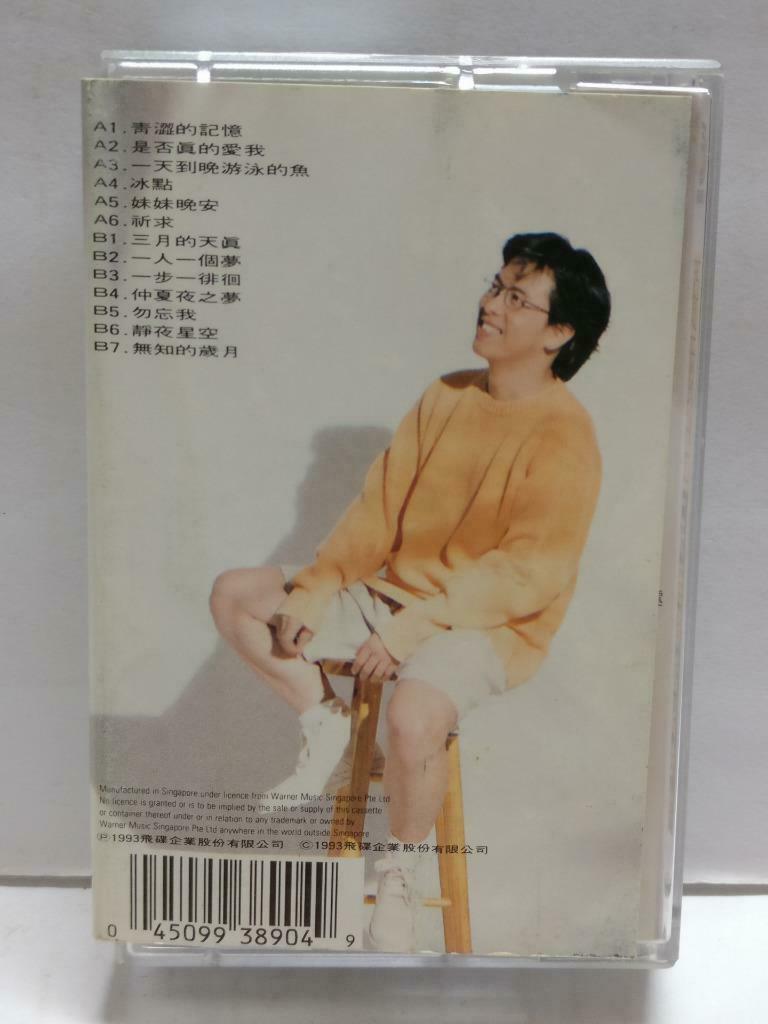 A1.青澀的記憶
A2.是否眞的愛我
A3.一天到晚游泳的魚
A4.冰點
A5.妹妹晚安
A6.祈求
B1.三月的天眞
B2.一人一個夢
B3.一步一徘徊
B4.仲夏夜之夢
B5.勿忘我
B6.靜夜星空
B7.無知的歲月
Manufactured in Singapore under licence from Warner Music Singapore Pte Ltd
No licence is granted or is to be implied by the sale or supply of this cassette
or container thereof under or in relation to any trademark or owned by
Warner Music Singapore Pte Ltd anywhere in the world outside Singapore
℗1993飛碟企業股份有限公司 ©1993飛碟企業股份有限公司
0 45099 38904 9